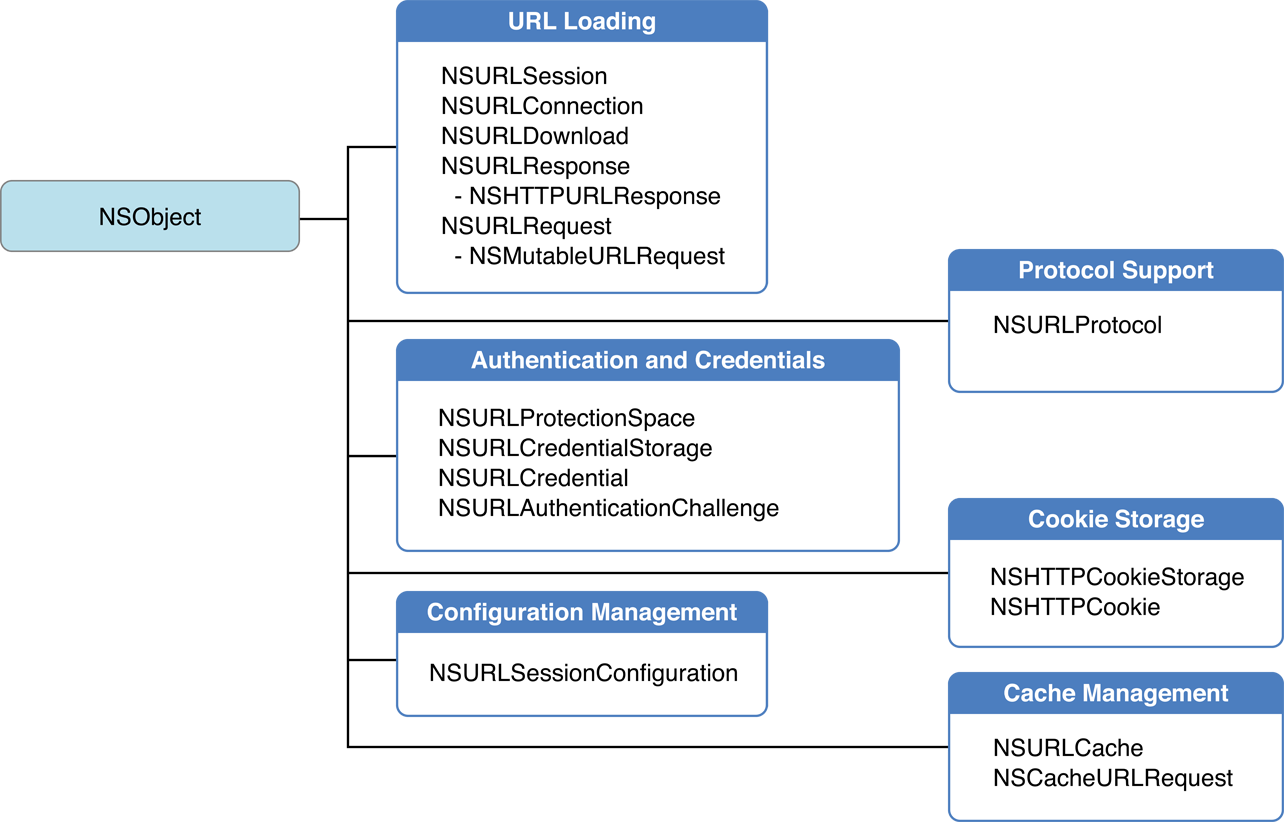 NSObject
URL Loading
NSURLSession
NSURLConnection
NSURLDownload
NSURLResponse
- NSHTTPURLResponse
NSURLRequest
- NSMutableURLRequest
Protocol Support
NSURLProtocol
Authentication and Credentials
NSURLProtectionSpace
NSURLCredentialStorage
NSURLCredential
NSURLAuthenticationChallenge
Cookie Storage
NSHTTPCookieStorage
NSHTTPCookie
Configuration Management
NSURLSessionConfiguration
Cache Management
NSURLCache
NSCacheURLRequest